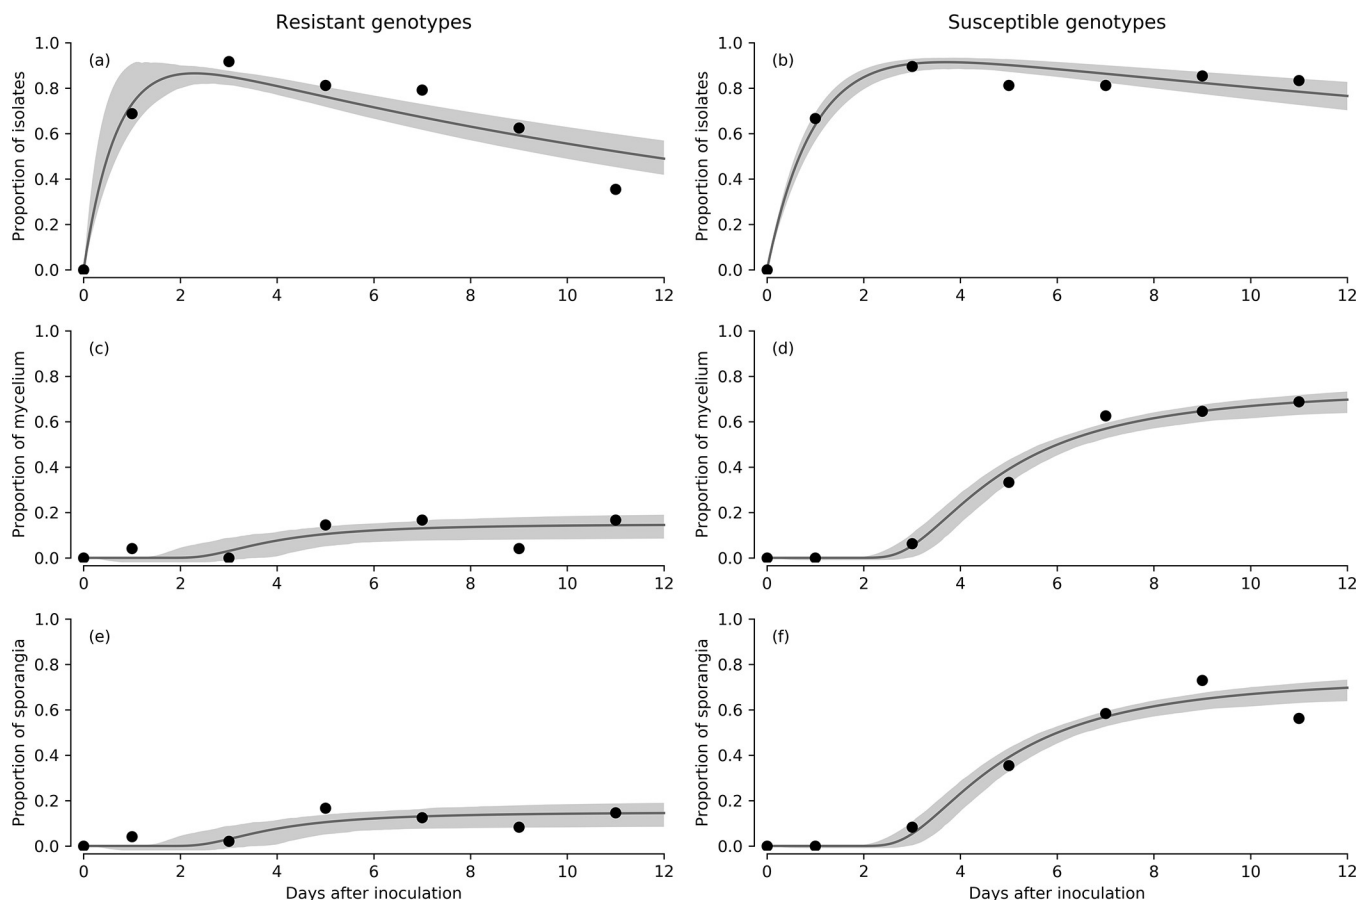 Resistant genotypes
Susceptible genotypes
(a)
Proportion of isolates
1.0
0.8
0.6
0.4
0.2
0.0
0 2 4 6 8 10 12
(b)
Proportion of isolates
1.0
0.8
0.6
0.4
0.2
0.0
0 2 4 6 8 10 12
(c)
Proportion of mycelium
1.0
0.8
0.6
0.4
0.2
0.0
0 2 4 6 8 10 12
(d)
Proportion of mycelium
1.0
0.8
0.6
0.4
0.2
0.0
0 2 4 6 8 10 12
(e)
Proportion of sporangia
1.0
0.8
0.6
0.4
0.2
0.0
0 2 4 6 8 10 12
Days after inoculation
(f)
Proportion of sporangia
1.0
0.8
0.6
0.4
0.2
0.0
0 2 4 6 8 10 12
Days after inoculation